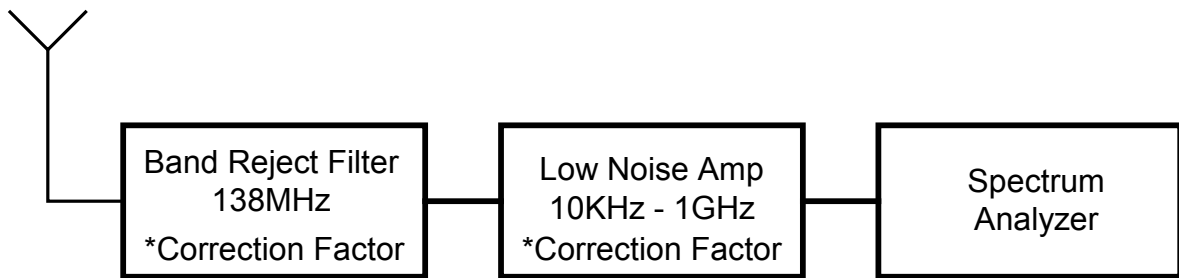 Band Reject Filter
138MHz
*Correction Factor
Low Noise Amp
10KHz - 1GHz
*Correction Factor
Spectrum
Analyzer